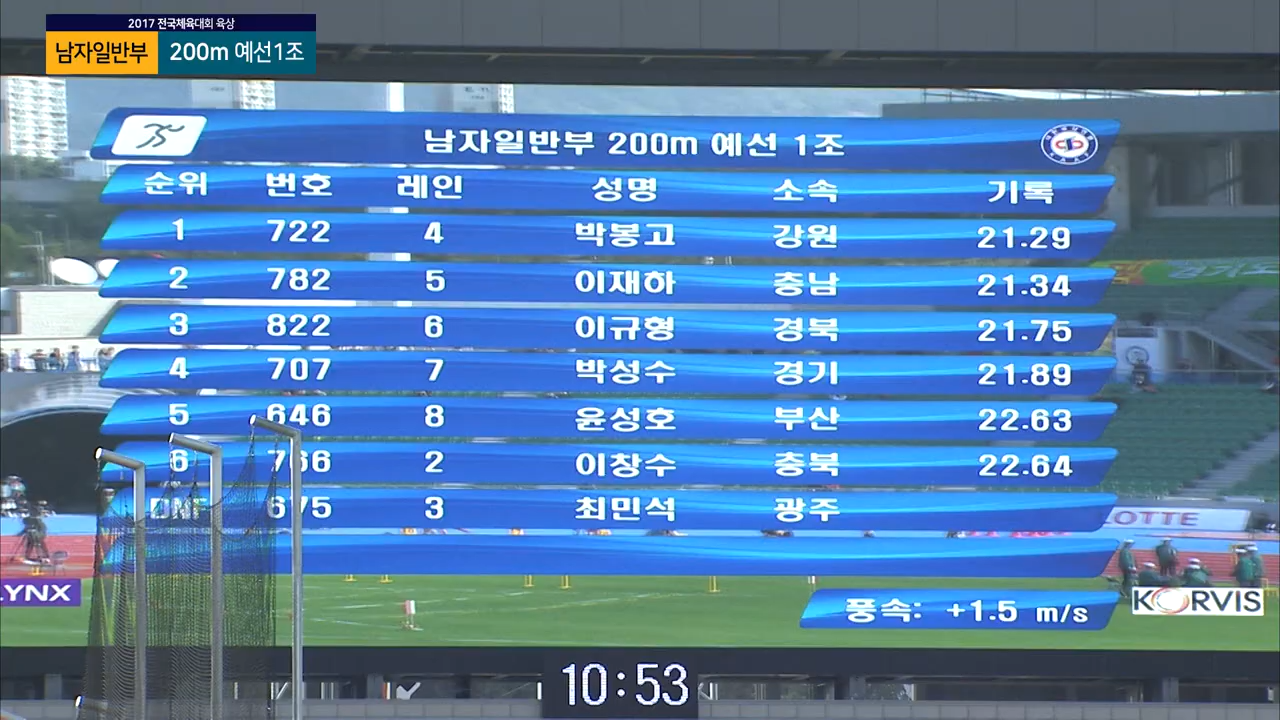 2017 전국체육대회 육상
남자일반부 200m 예선1조
남자일반부 200m 예선 1조
순위 번호 레인 성명 소속 기록
1 722 4 박봉고 강원 21.29
2 782 5 이재하 충남 21.34
3 822 6 이규형 경북 21.75
4 707 7 박성수 경기 21.89
5 646 8 윤성호 부산 22.63
6 766 2 이창수 충북 22.64
DNF 675 3 최민석 광주
풍속: +1.5 m/s
경기도
LOTTE
LYNX
KORVIS
10:53